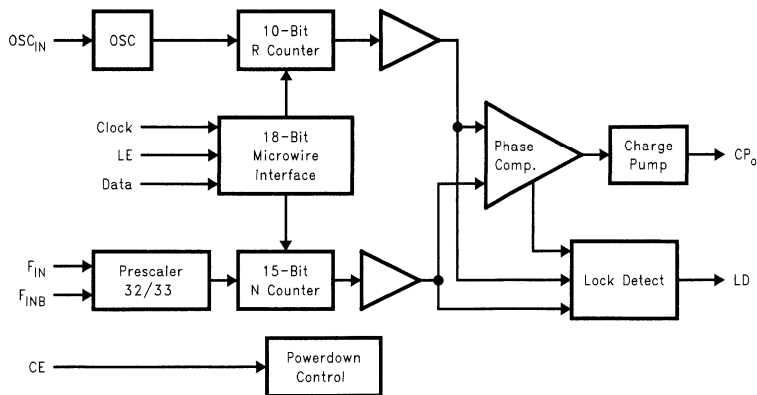 OSC_IN
OSC
10-Bit
R Counter
Clock
LE
Data
18-Bit
Microwire
Interface
Phase
Comp.
Charge
Pump
CP_o
F_IN
F_INB
Prescaler
32/33
15-Bit
N Counter
Lock Detect
LD
CE
Powerdown
Control